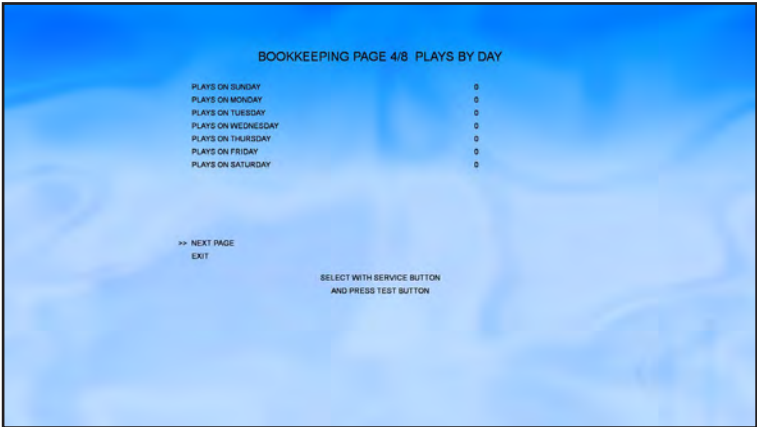 BOOKKEEPING PAGE 4/8 PLAYS BY DAY
PLAYS ON SUNDAY 0
PLAYS ON MONDAY 0
PLAYS ON TUESDAY 0
PLAYS ON WEDNESDAY 0
PLAYS ON THURSDAY 0
PLAYS ON FRIDAY 0
PLAYS ON SATURDAY 0
>> NEXT PAGE
EXIT
SELECT WITH SERVICE BUTTON
AND PRESS TEST BUTTON